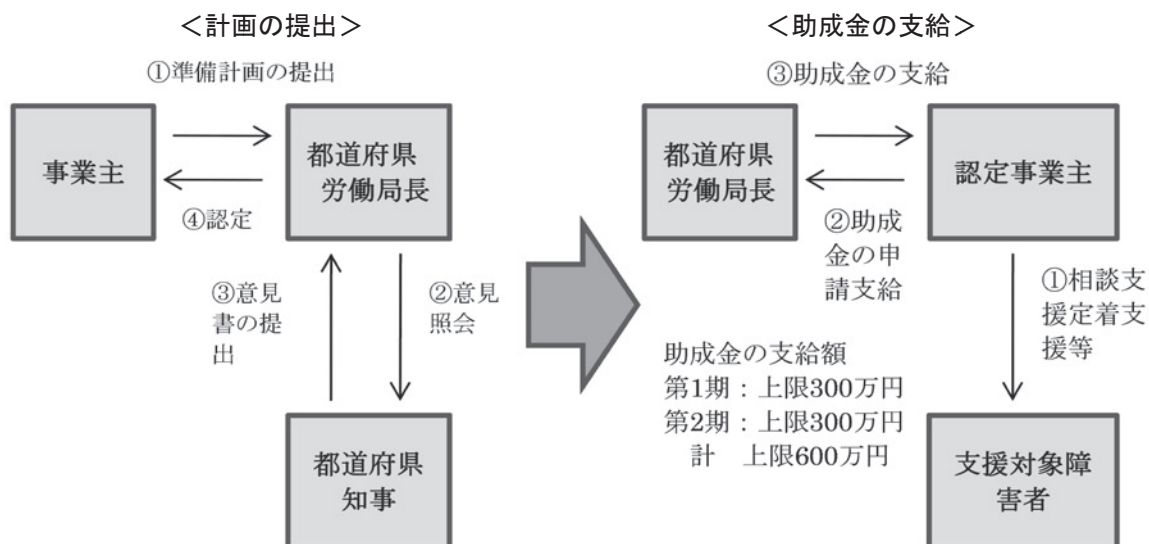 ＜計画の提出＞
①準備計画の提出
事業主
都道府県
労働局長
④認定
③意見
書の提
出
②意見
照会
都道府県
知事
＜助成金の支給＞
③助成金の支給
都道府県
労働局長
認定事業主
②助成
金の申
請支給
①相談支
援定着支
援等
助成金の支給額
第1期：上限300万円
第2期：上限300万円
計　上限600万円
支援対象障
害者